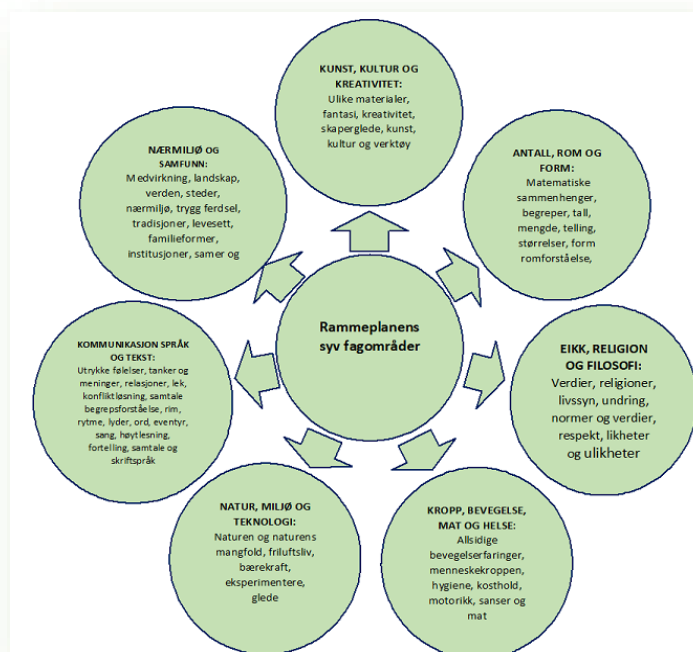 KUNST, KULTUR OG
KREATIVITET:
Ulike materialer,
fantasi, kreativitet,
skaperglede, kunst,
kultur og verktøy
NÆRMILJØ OG
SAMFUNN:
Medvirkning, landskap,
verden, steder,
nærmiljø, trygg ferdsel,
tradisjoner, levesett,
familieformer,
institusjoner, samer og
ANTALL, ROM OG
FORM:
Matematiske
sammenhenger,
begreper, tall,
mengde, telling,
størrelser, form
romforståelse,
Rammeplanens
syv fagområder
KOMMUNIKASJON SPRÅK
OG TEKST:
Utrykke følelser, tanker og
meninger, relasjoner, lek,
konfliktløsning, samtale
begrepsforståelse, rim,
rytme, lyder, ord, eventyr,
sang, høytlesning,
fortelling, samtale og
skriftspråk
EIKK, RELIGION
OG FILOSOFI:
Verdier, religioner,
livssyn, undring,
normer og verdier,
respekt, likheter
og ulikheter
NATUR, MILJØ OG
TEKNOLOGI:
Naturen og naturens
mangfold, friluftsliv,
bærekraft,
eksperimentere,
glede
KROPP, BEVEGELSE,
MAT OG HELSE:
Allsidige
bevegelserfaringer,
menneskekroppen,
hygiene, kosthold,
motorikk, sanser og
mat